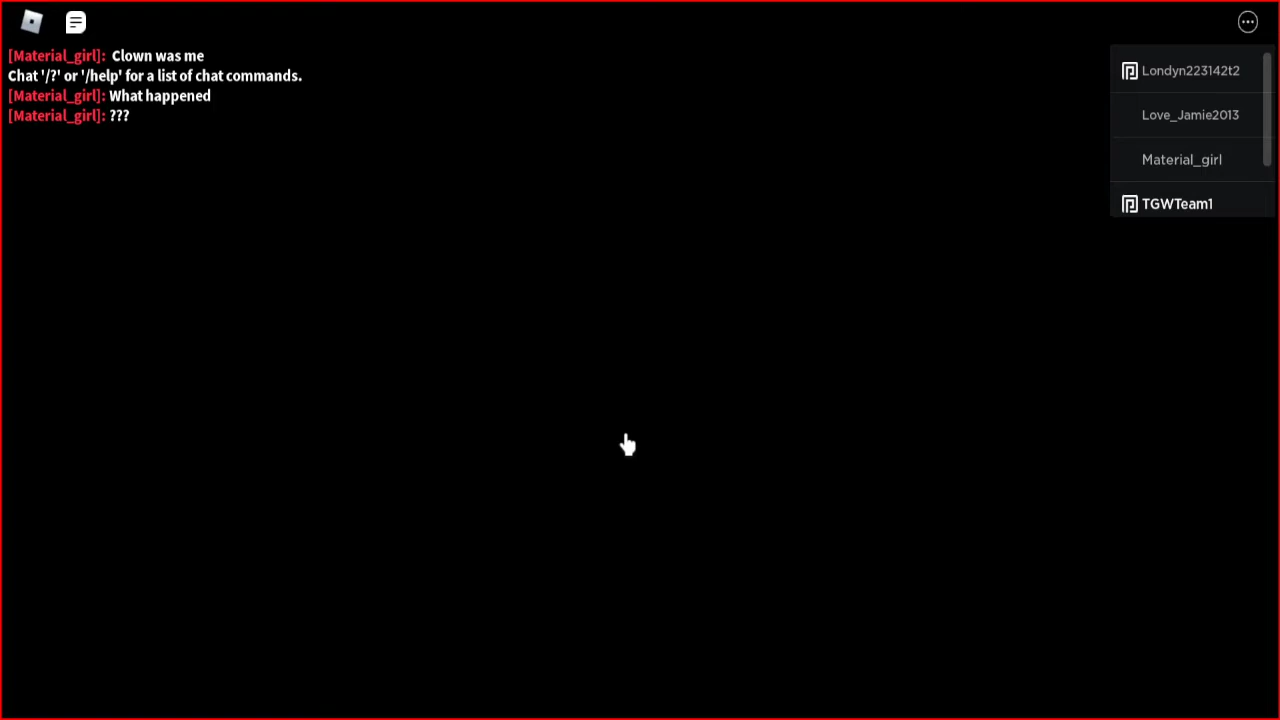 [Material_girl]: Clown was me
Chat '/?' or '/help' for a list of chat commands.
[Material_girl]: What happened
[Material_girl]: ???
Londyn223142t2
Love_Jamie2013
Material_girl
TGWTeam1